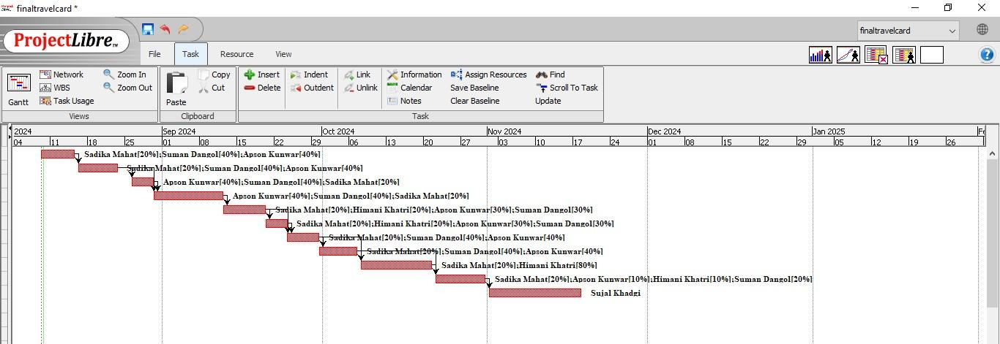 finaltravelcard *
ProjectLibre™
finaltravelcard
File Task Resource View
Network Zoom In Copy Insert Indent Link Information Assign Resources Find
WBS Zoom Out Cut Delete Outdent Unlink Calendar Save Baseline Scroll To Task
Gantt Task Usage Paste Notes Clear Baseline Update
Views Clipboard Task
2024 Sep 2024 Oct 2024 Nov 2024 Dec 2024 Jan 2025 Fe
04 11 18 25 01 08 15 22 29 06 13 20 27 03 10 17 24 01 08 15 22 29 05 12 19 26
Sadika Mahat[20%];Suman Dangol[40%];Apson Kunwar[40%]
Sadika Mahat[20%];Suman Dangol[40%];Apson Kunwar[40%]
Apson Kunwar[40%];Suman Dangol[40%];Sadika Mahat[20%]
Apson Kunwar[40%];Suman Dangol[40%];Sadika Mahat[20%]
Sadika Mahat[20%];Himani Khatri[20%];Apson Kunwar[30%];Suman Dangol[30%]
Sadika Mahat[20%];Himani Khatri[20%];Apson Kunwar[30%];Suman Dangol[30%]
Sadika Mahat[20%];Suman Dangol[40%];Apson Kunwar[40%]
Sadika Mahat[20%];Suman Dangol[40%];Apson Kunwar[40%]
Sadika Mahat[20%];Himani Khatri[80%]
Sadika Mahat[20%];Apson Kunwar[10%];Himani Khatri[10%];Suman Dangol[20%]
Sujal Khadgi